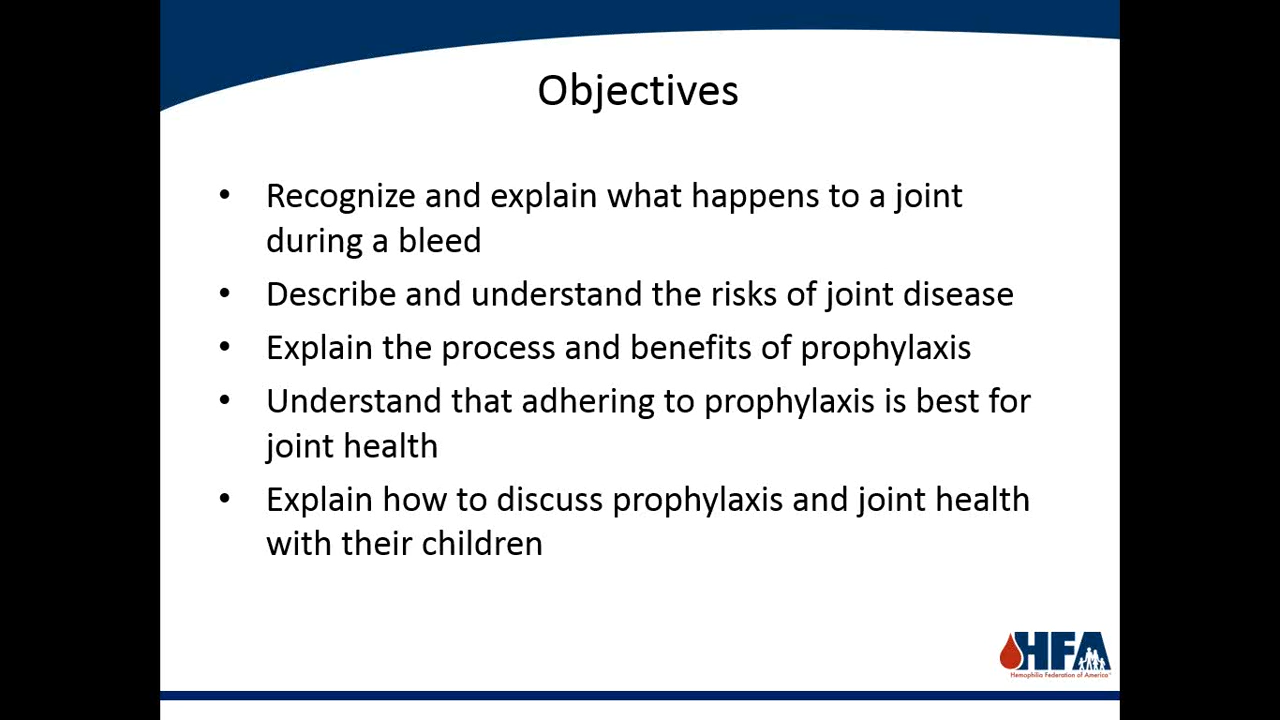 Objectives
• Recognize and explain what happens to a joint
during a bleed
• Describe and understand the risks of joint disease
• Explain the process and benefits of prophylaxis
• Understand that adhering to prophylaxis is best for
joint health
• Explain how to discuss prophylaxis and joint health
with their children
HFA
Hemophilia Federation of America